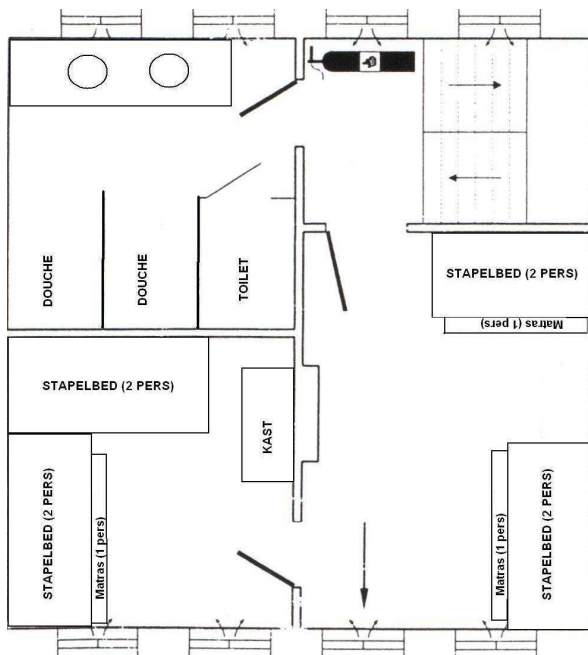 DOUCHE
DOUCHE
TOILET
STAPELBED (2 PERS)
Matras (1 pers)
STAPELBED (2 PERS)
KAST
STAPELBED (2 PERS)
Matras (1 pers)
Matras (1 pers)
STAPELBED (2 PERS)